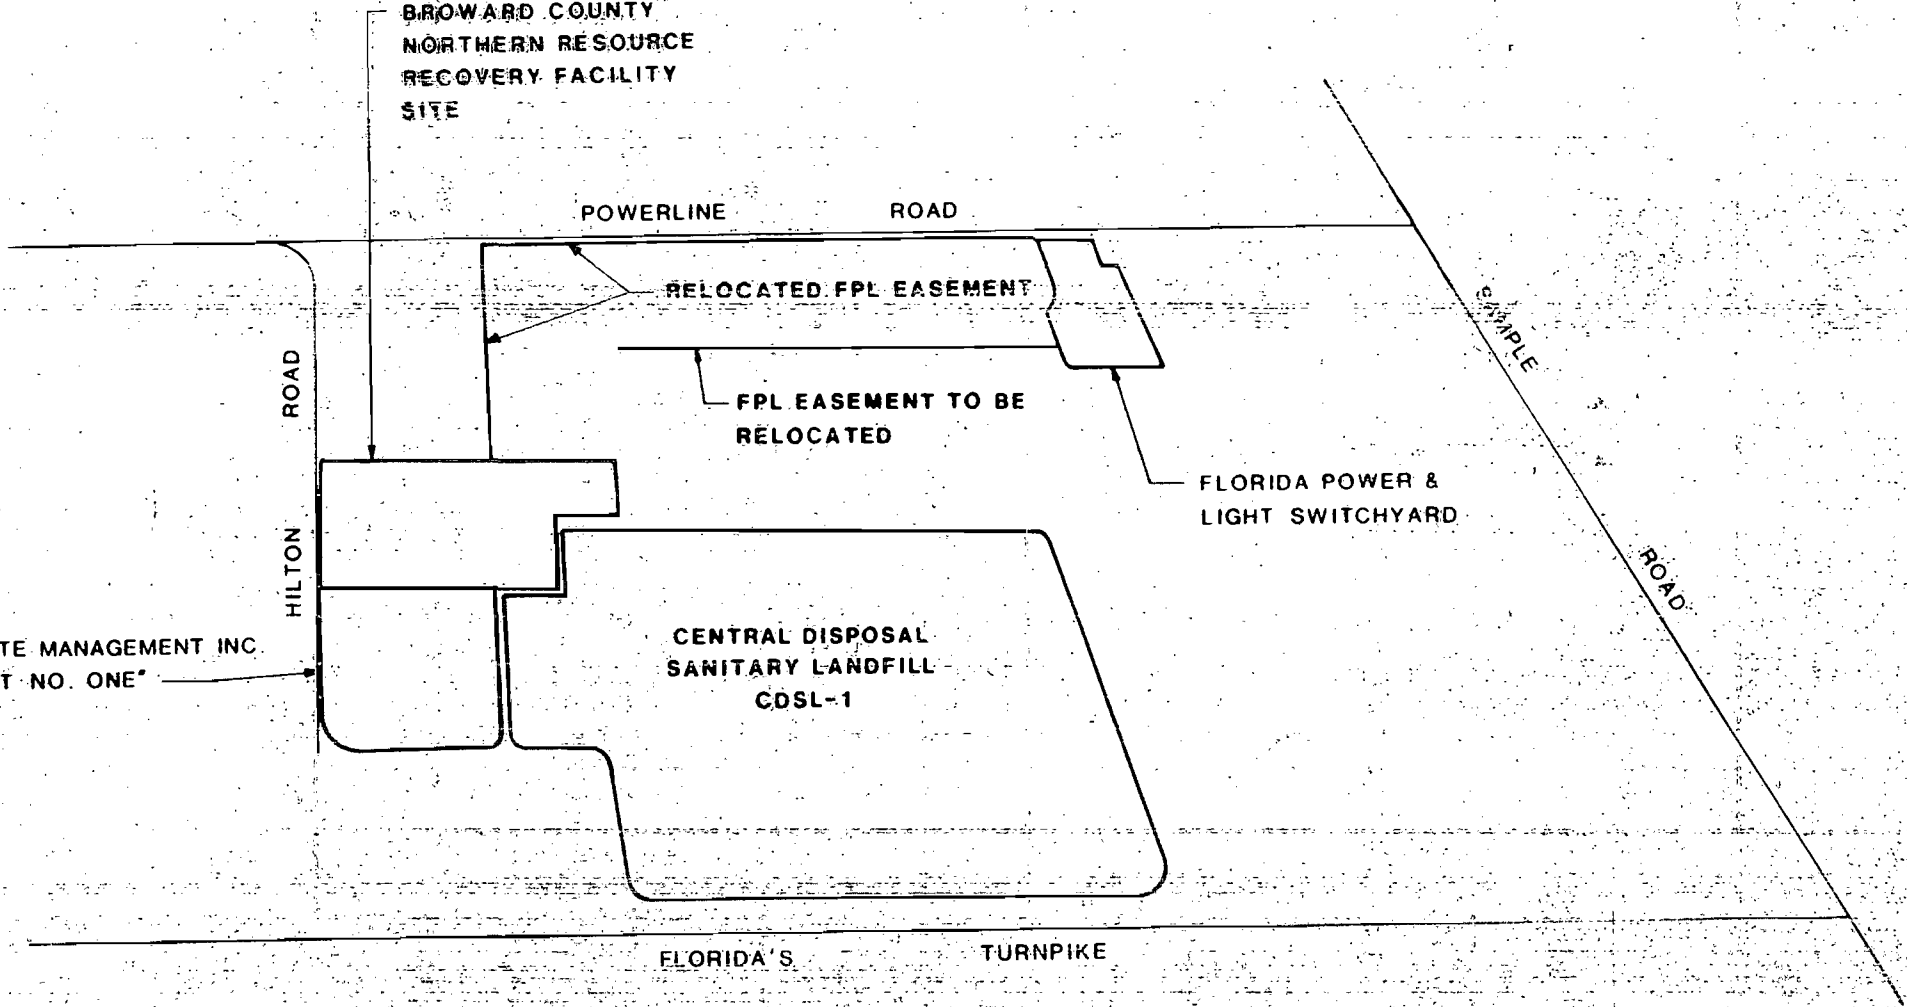 BROWARD COUNTY
NORTHERN RESOURCE
RECOVERY FACILITY
SITE
POWERLINE ROAD
RELOCATED FPL EASEMENT
SAMPLE ROAD
HILTON ROAD
FPL EASEMENT TO BE
RELOCATED
FLORIDA POWER &
LIGHT SWITCHYARD
TE MANAGEMENT INC.
T NO. ONE"
CENTRAL DISPOSAL
SANITARY LANDFILL
CDSL-1
FLORIDA'S TURNPIKE